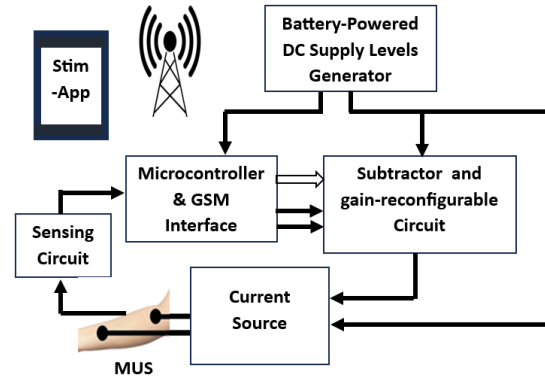 Battery-Powered
DC Supply Levels
Generator
Stim
-App
Microcontroller
& GSM
Interface
Subtractor and
gain-reconfigurable
Circuit
Sensing
Circuit
Current
Source
MUS